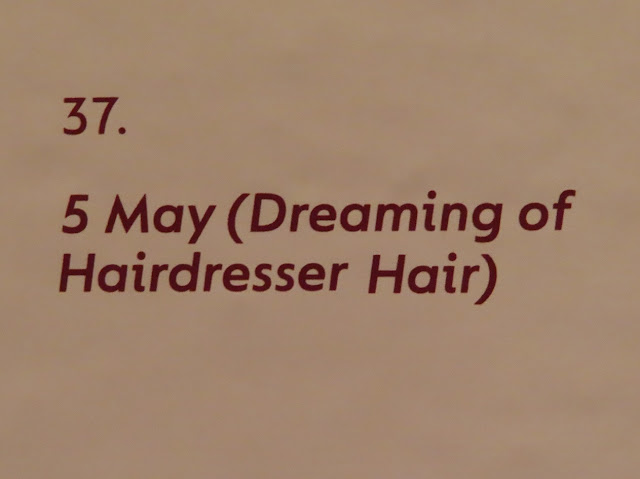 37.
5 May (Dreaming of
Hairdresser Hair)